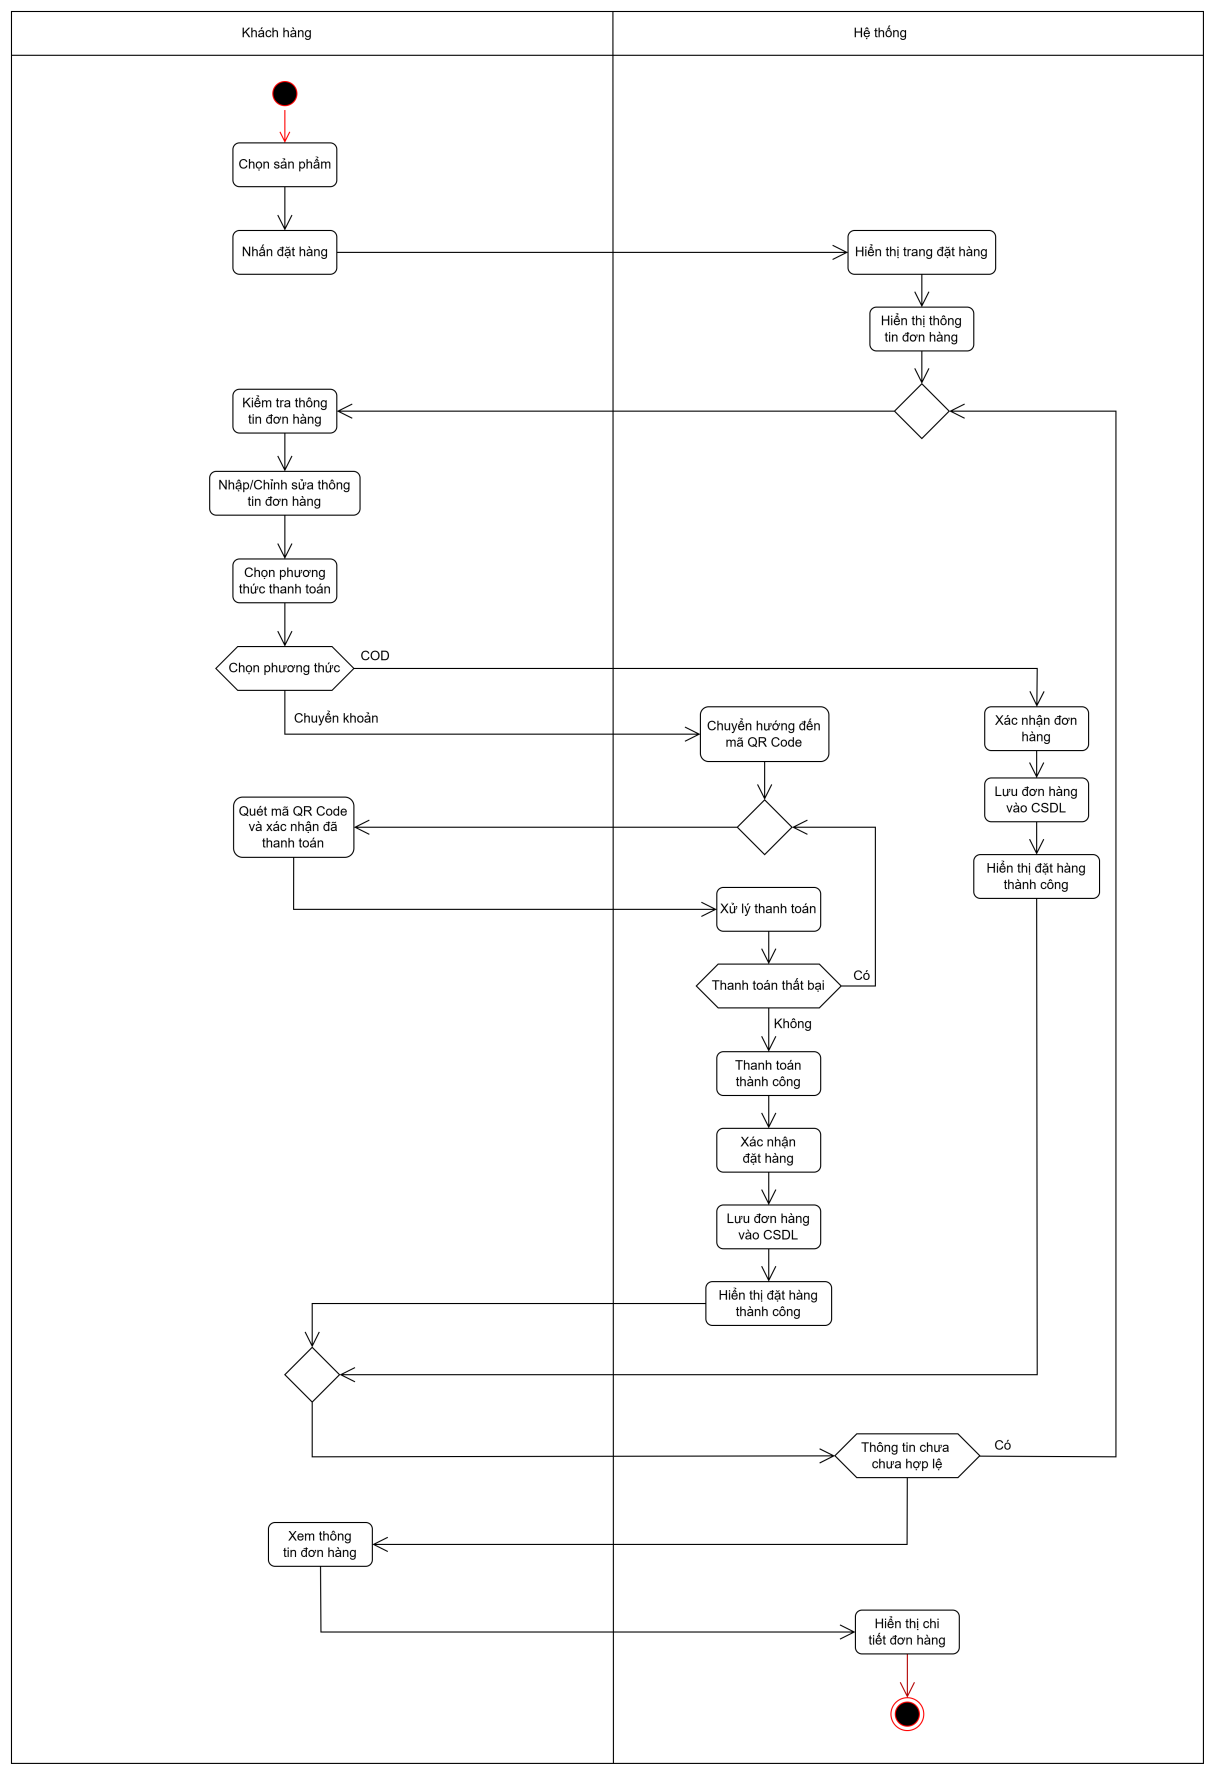 Khách hàng
Hệ thống
Chọn sản phẩm
Nhấn đặt hàng
Hiển thị trang đặt hàng
Hiển thị thông
tin đơn hàng
Kiểm tra thông
tin đơn hàng
Nhập/Chỉnh sửa thông
tin đơn hàng
Chọn phương
thức thanh toán
Chọn phương thức
COD
Chuyển khoản
Chuyển hướng đến
mã QR Code
Xác nhận đơn
hàng
Lưu đơn hàng
vào CSDL
Quét mã QR Code
và xác nhận đã
thanh toán
Hiển thị đặt hàng
thành công
Xử lý thanh toán
Thanh toán thất bại
Có
Không
Thanh toán
thành công
Xác nhận
đặt hàng
Lưu đơn hàng
vào CSDL
Hiển thị đặt hàng
thành công
Thông tin chưa
chưa hợp lệ
Có
Xem thông
tin đơn hàng
Hiển thị chi
tiết đơn hàng